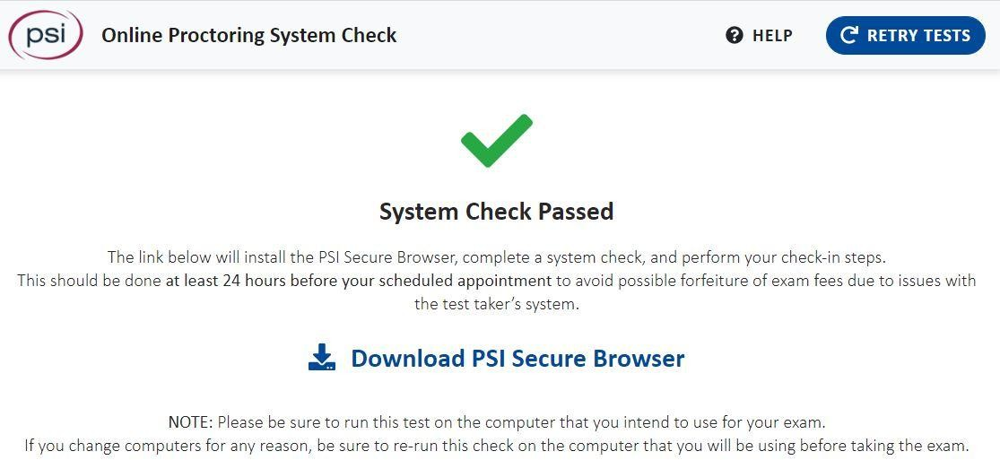 psi Online Proctoring System Check ? HELP RETRY TESTS
System Check Passed
The link below will install the PSI Secure Browser, complete a system check, and perform your check-in steps.
This should be done at least 24 hours before your scheduled appointment to avoid possible forfeiture of exam fees due to issues with
the test taker’s system.
Download PSI Secure Browser
NOTE: Please be sure to run this test on the computer that you intend to use for your exam.
If you change computers for any reason, be sure to re-run this check on the computer that you will be using before taking the exam.